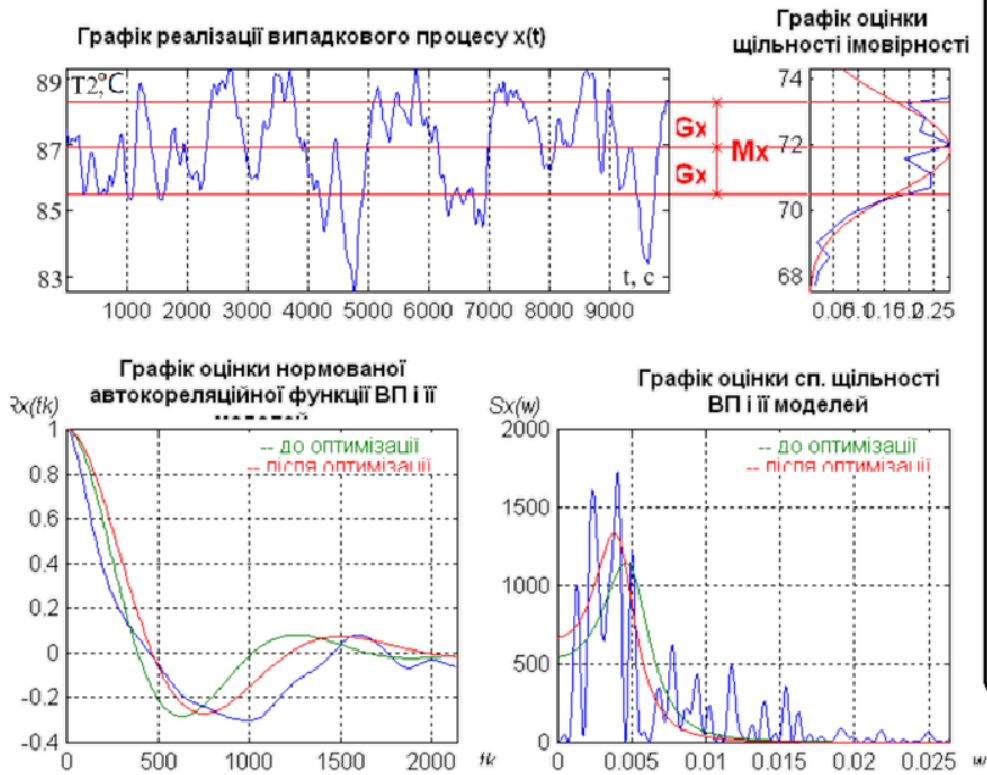 Графік реалізації випадкового процесу x(t)
Графік оцінки
щільності імовірності
T2,°C
89
87
85
83
1000 2000 3000 4000 5000 6000 7000 8000 9000
t, c
Gx
Mx
Gx
74
72
70
68
0.05 0.1 0.15 0.2 0.25
Графік оцінки нормованої
автокореляційної функції ВП і її
Rx(tk)
-- до оптимізації
-- після оптимізації
1
0.8
0.6
0.4
0.2
0
-0.2
-0.4
0 500 1000 1500 2000 tk
Графік оцінки сп. щільності
ВП і її моделей
Sx(w)
-- до оптимізації
-- після оптимізації
2000
1500
1000
500
0
0 0.005 0.01 0.015 0.02 0.025 w